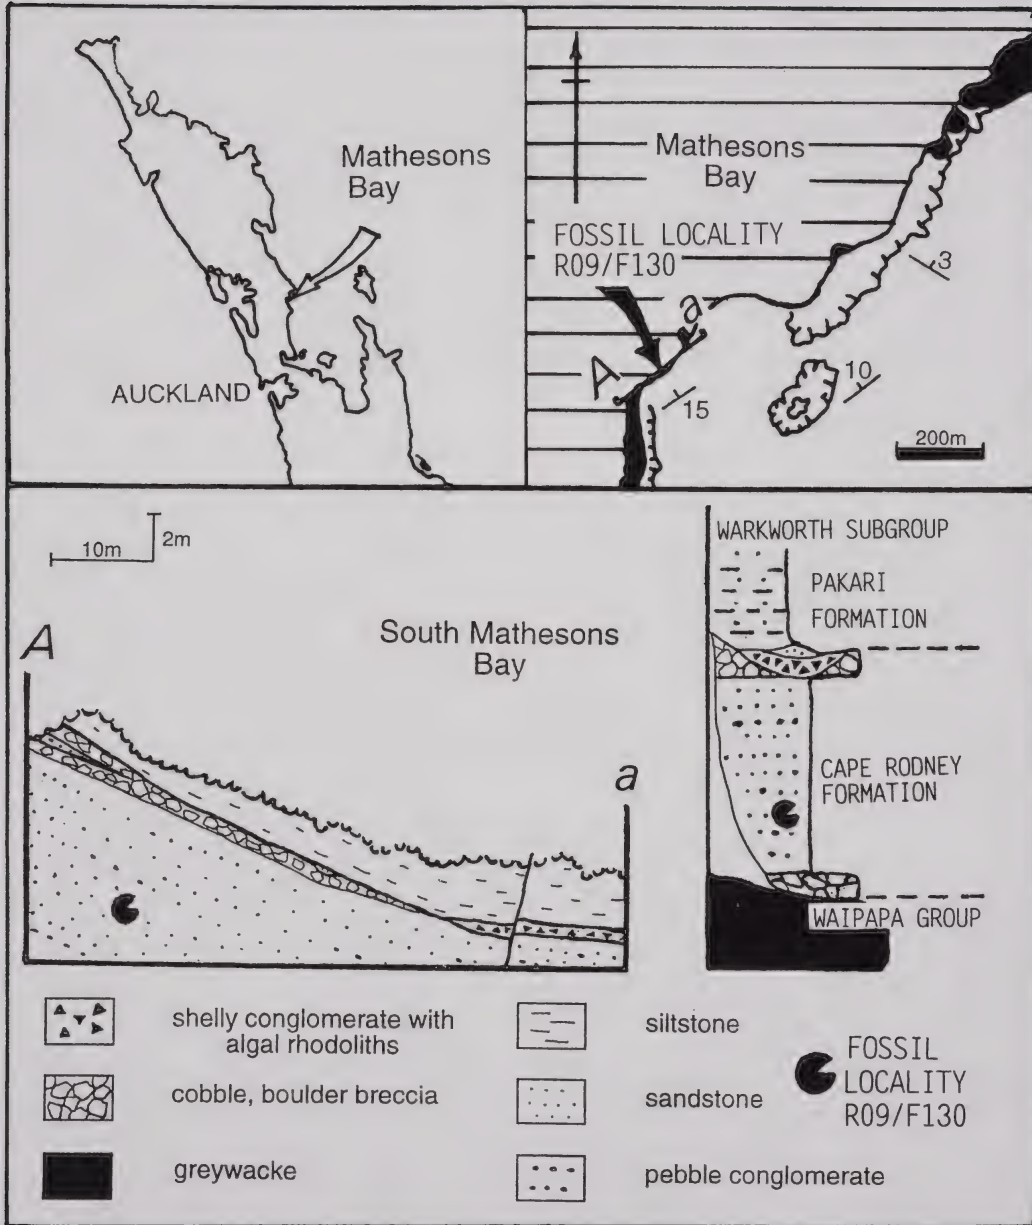 Mathesons
Bay
AUCKLAND
Mathesons
Bay
FOSSIL LOCALITY
R09/F130
3
a
A
15
10
200m
10m
2m
South Mathesons
Bay
A
a
WARKWORTH SUBGROUP
PAKARI
FORMATION
CAPE RODNEY
FORMATION
WAIPAPA GROUP
shelly conglomerate with
algal rhodoliths
cobble, boulder breccia
greywacke
siltstone
sandstone
pebble conglomerate
FOSSIL
LOCALITY
R09/F130